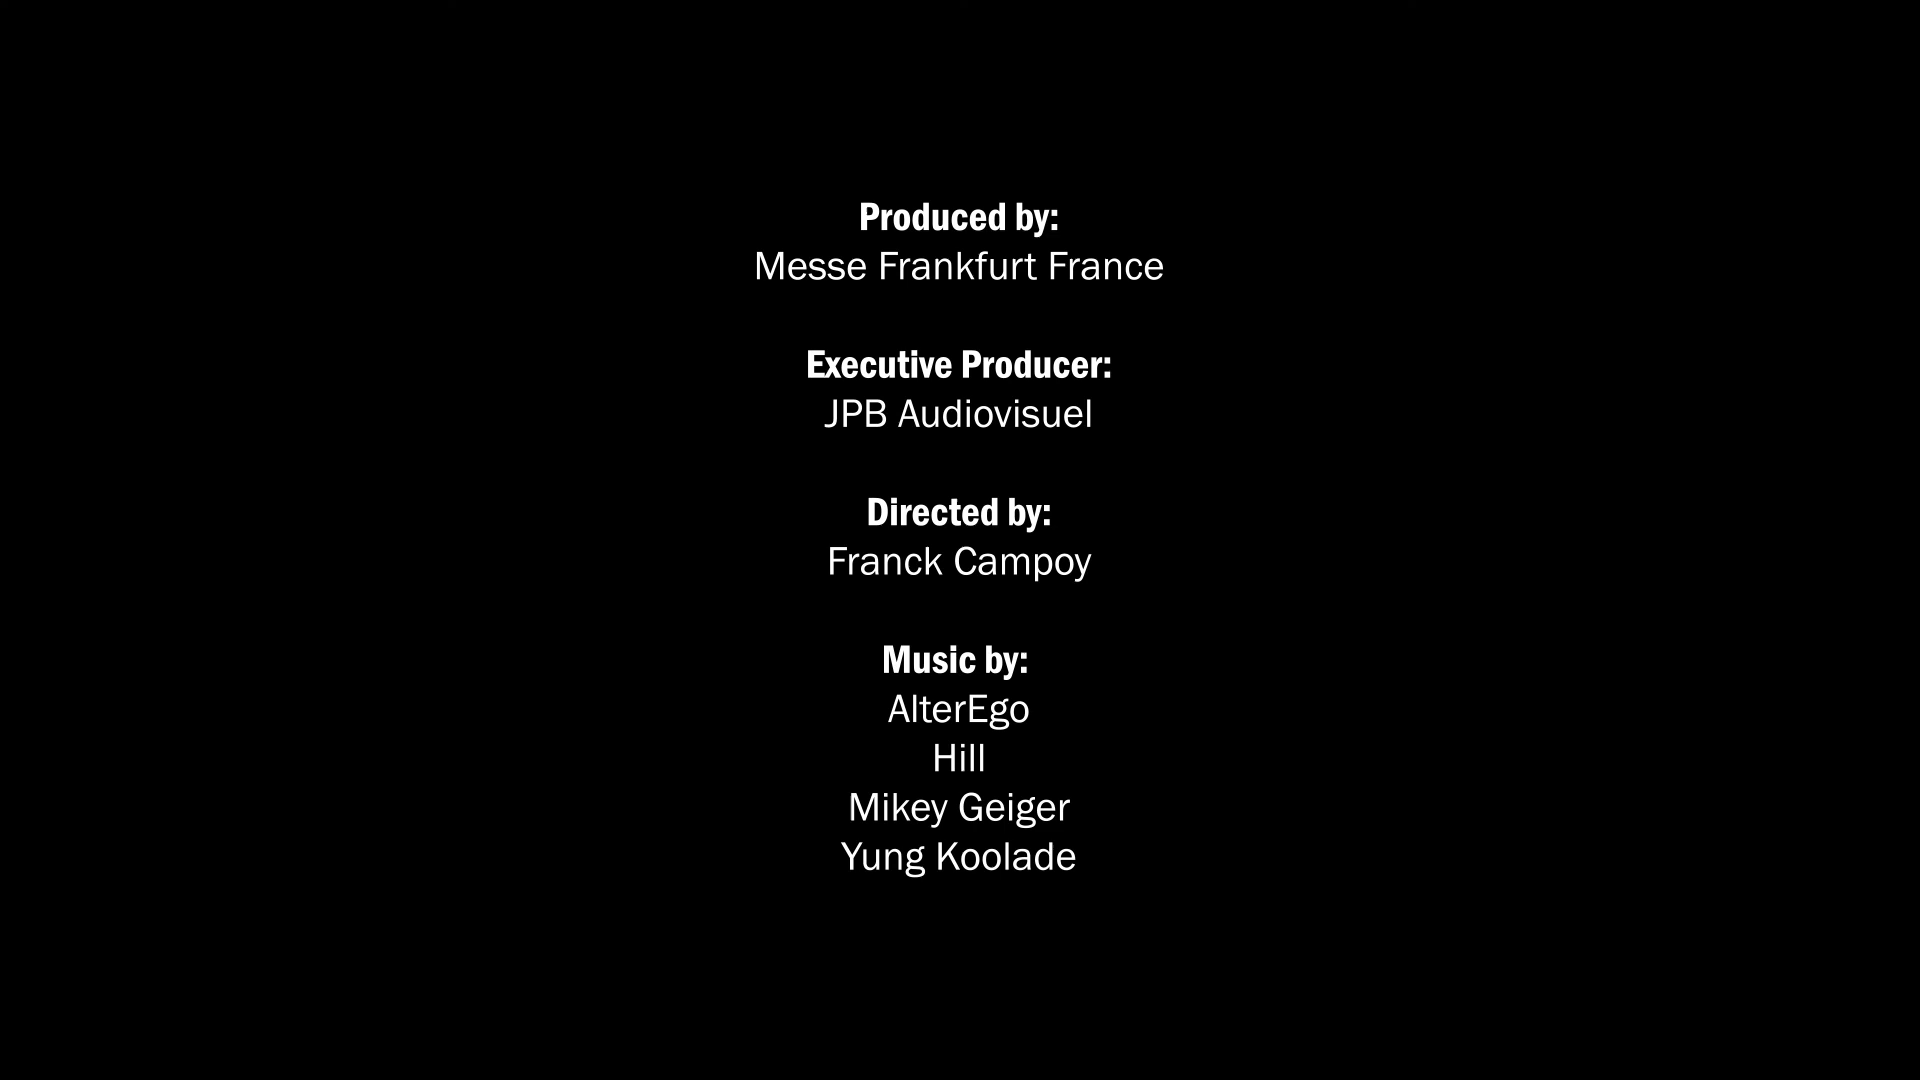 Produced by:
Messe Frankfurt France
Executive Producer:
JPB Audiovisuel
Directed by:
Franck Campoy
Music by:
AlterEgo
Hill
Mikey Geiger
Yung Koolade